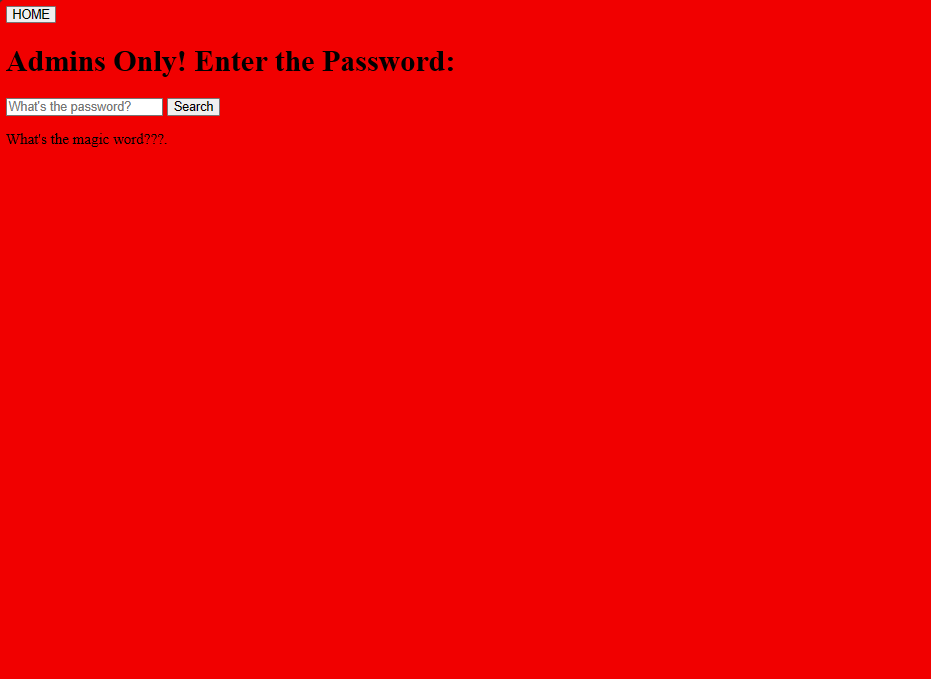 HOME
Admins Only! Enter the Password:
What's the password? Search
What's the magic word???.